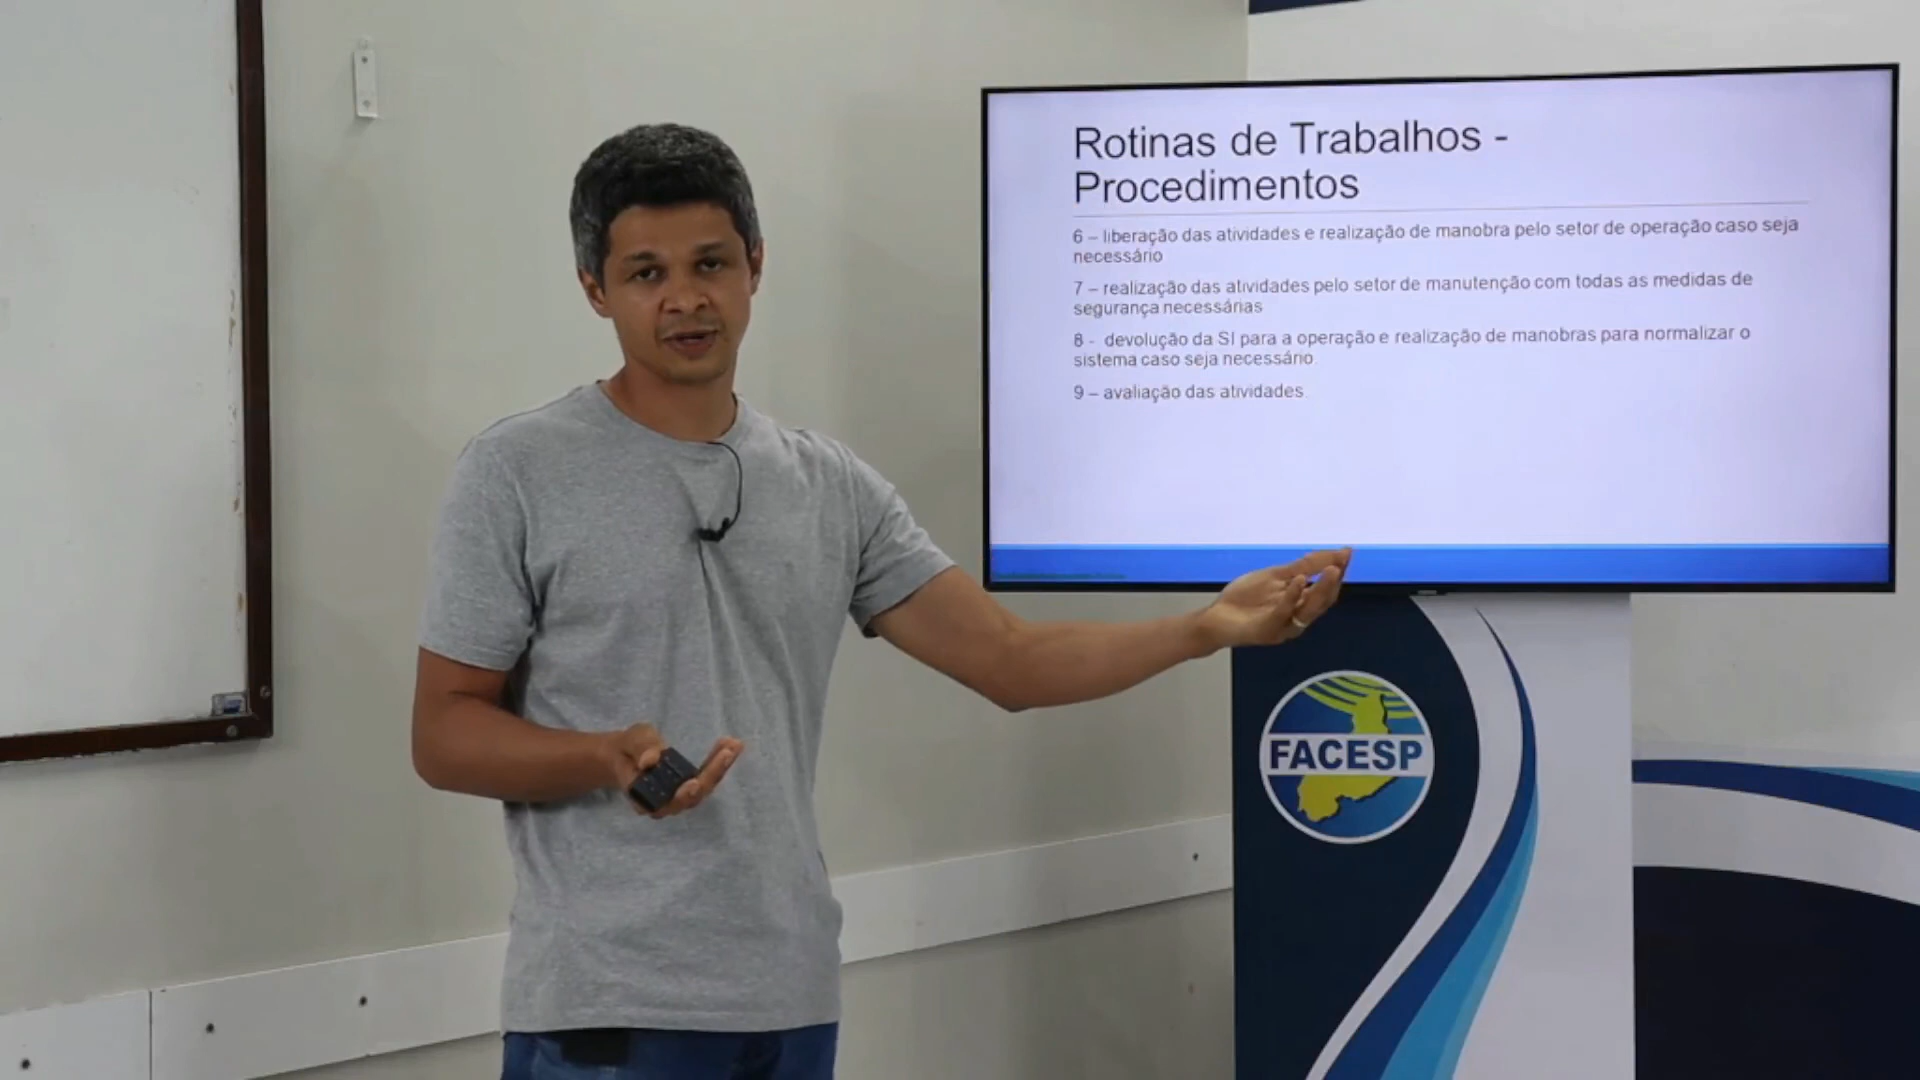 Rotinas de Trabalhos -
Procedimentos
6 – liberação das atividades e realização de manobra pelo setor de operação caso seja
necessário
7 – realização das atividades pelo setor de manutenção com todas as medidas de
segurança necessárias
8 - devolução da SI para a operação e realização de manobras para normalizar o
sistema caso seja necessário.
9 – avaliação das atividades.
FACESP